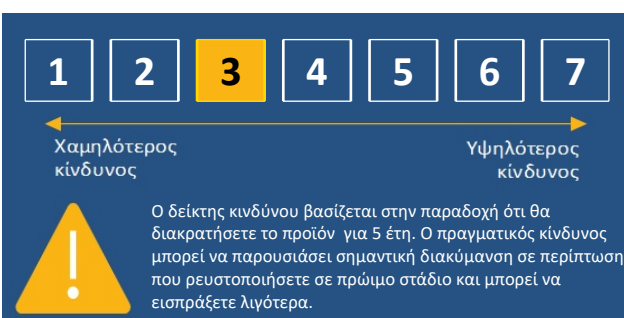 1 2 3 4 5 6 7
Χαμηλότερος Υψηλότερος
κίνδυνος κίνδυνος
Ο δείκτης κινδύνου βασίζεται στην παραδοχή ότι θα
διακρατήσετε το προϊόν για 5 έτη. Ο πραγματικός κίνδυνος
μπορεί να παρουσιάσει σημαντική διακύμανση σε περίπτωση
που ρευστοποιήσετε σε πρώιμο στάδιο και μπορεί να
εισπράξετε λιγότερα.